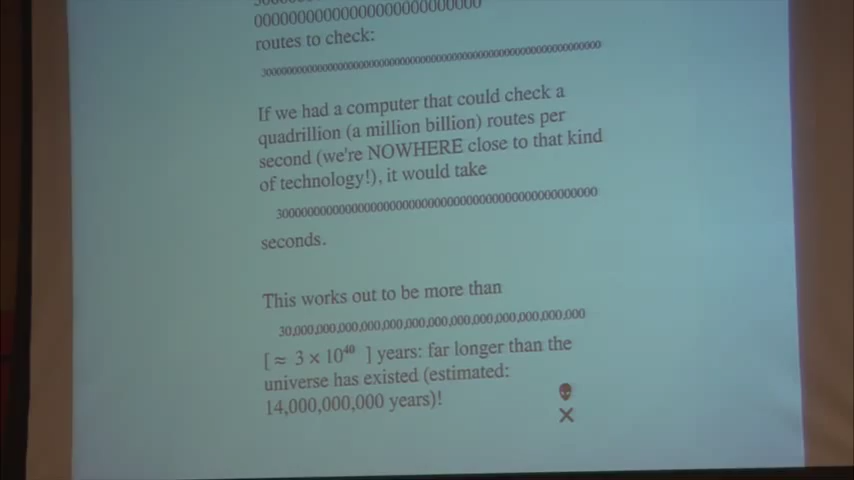 routes to check:
If we had a computer that could check a
quadrillion (a million billion) routes per
second (we're NOWHERE close to that kind
of technology!), it would take
seconds.
This works out to be more than
30,000,000,000,000,000,000,000,000,000,000,000,000,000
[ ≈ 3 × 10⁴⁰ ] years: far longer than the
universe has existed (estimated:
14,000,000,000 years)!